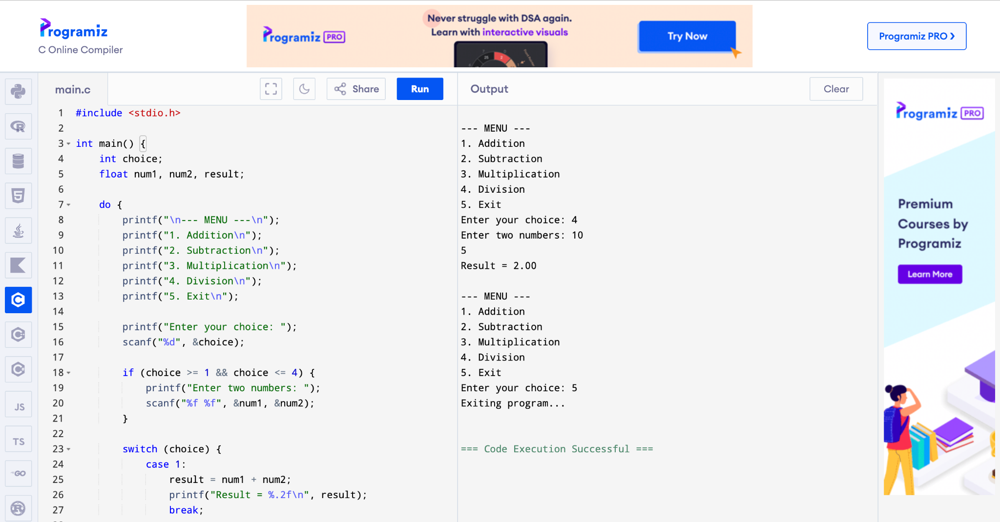 Programiz
C Online Compiler
Programiz PRO
Never struggle with DSA again.
Learn with interactive visuals
Try Now
Programiz PRO ❯
main.c
Share
Run
Output
Clear
1 #include <stdio.h>
2
3 int main() {
4     int choice;
5     float num1, num2, result;
6
7     do {
8         printf("\n--- MENU ---\n");
9         printf("1. Addition\n");
10         printf("2. Subtraction\n");
11         printf("3. Multiplication\n");
12         printf("4. Division\n");
13         printf("5. Exit\n");
14
15         printf("Enter your choice: ");
16         scanf("%d", &choice);
17
18         if (choice >= 1 && choice <= 4) {
19             printf("Enter two numbers: ");
20             scanf("%f %f", &num1, &num2);
21         }
22
23         switch (choice) {
24             case 1:
25                 result = num1 + num2;
26                 printf("Result = %.2f\n", result);
27                 break;
--- MENU ---
1. Addition
2. Subtraction
3. Multiplication
4. Division
5. Exit
Enter your choice: 4
Enter two numbers: 10
5
Result = 2.00
--- MENU ---
1. Addition
2. Subtraction
3. Multiplication
4. Division
5. Exit
Enter your choice: 5
Exiting program...
=== Code Execution Successful ===
Programiz PRO
Premium
Courses by
Programiz
Learn More
JS
TS
GO